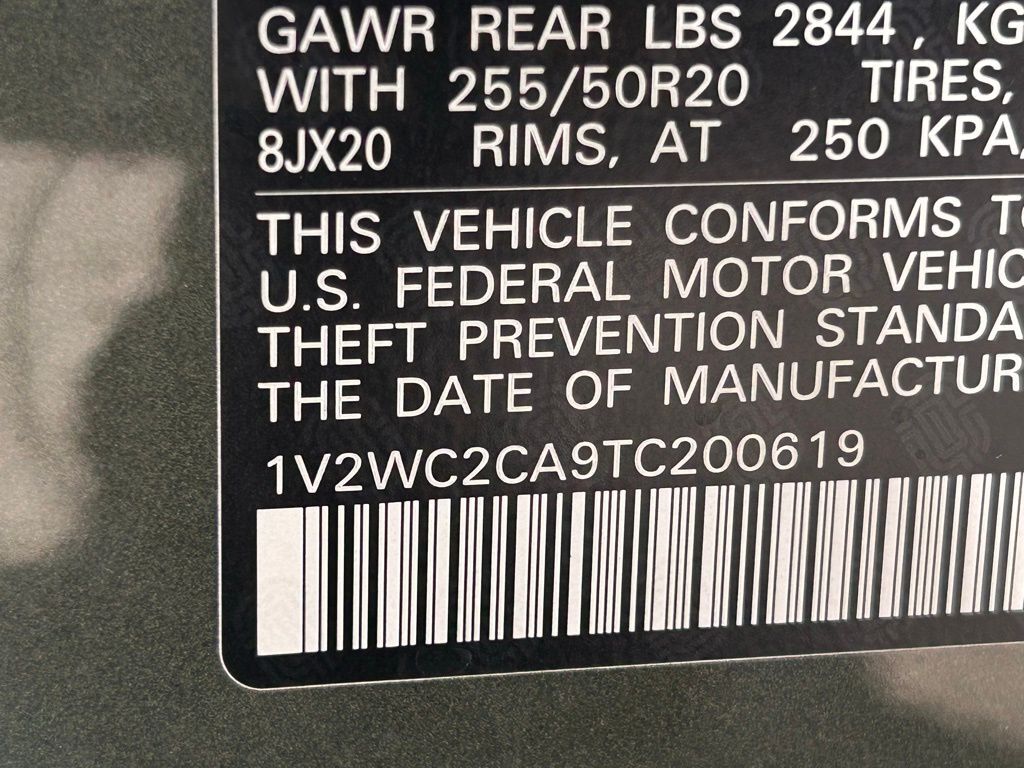 GAWR REAR LBS 2844 , KG
WITH 255/50R20 TIRES,
8JX20 RIMS, AT 250 KPA,
THIS VEHICLE CONFORMS TO
U.S. FEDERAL MOTOR VEHIC
THEFT PREVENTION STANDA
THE DATE OF MANUFACTUR
1V2WC2CA9TC200619